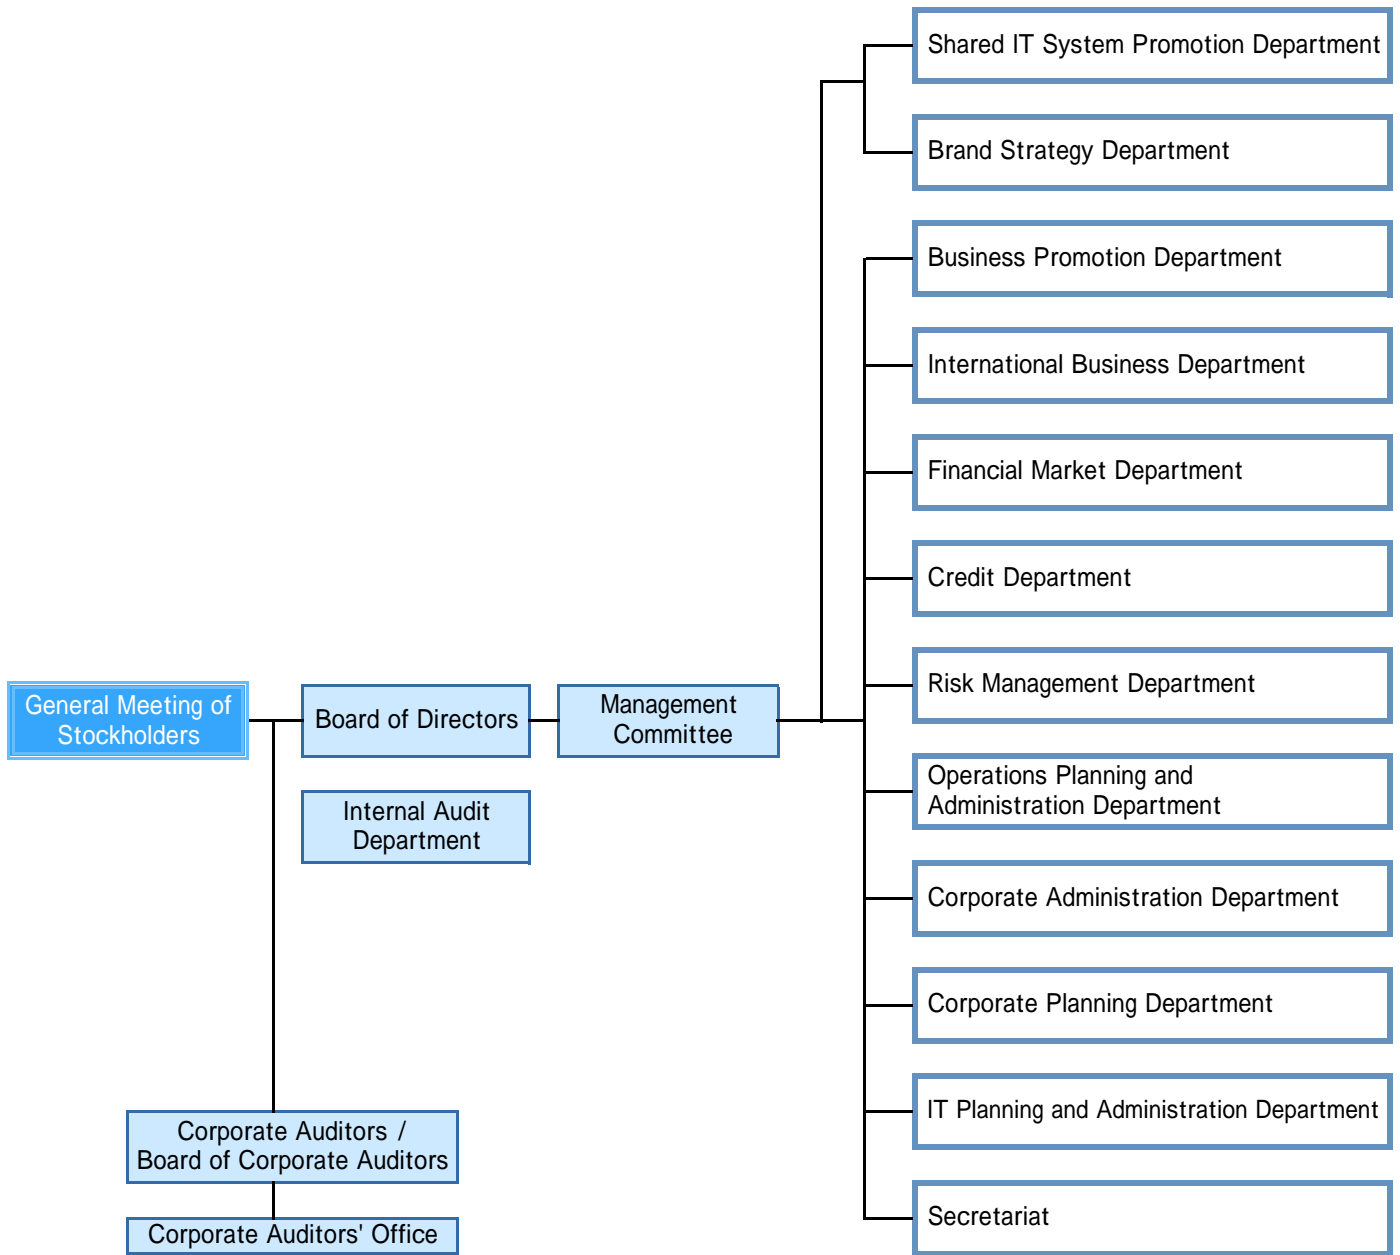 Shared IT System Promotion Department
Brand Strategy Department
Business Promotion Department
International Business Department
Financial Market Department
Credit Department
General Meeting of
Stockholders
Board of Directors
Management
Committee
Risk Management Department
Internal Audit
Department
Operations Planning and
Administration Department
Corporate Administration Department
Corporate Planning Department
Corporate Auditors /
Board of Corporate Auditors
IT Planning and Administration Department
Corporate Auditors' Office
Secretariat